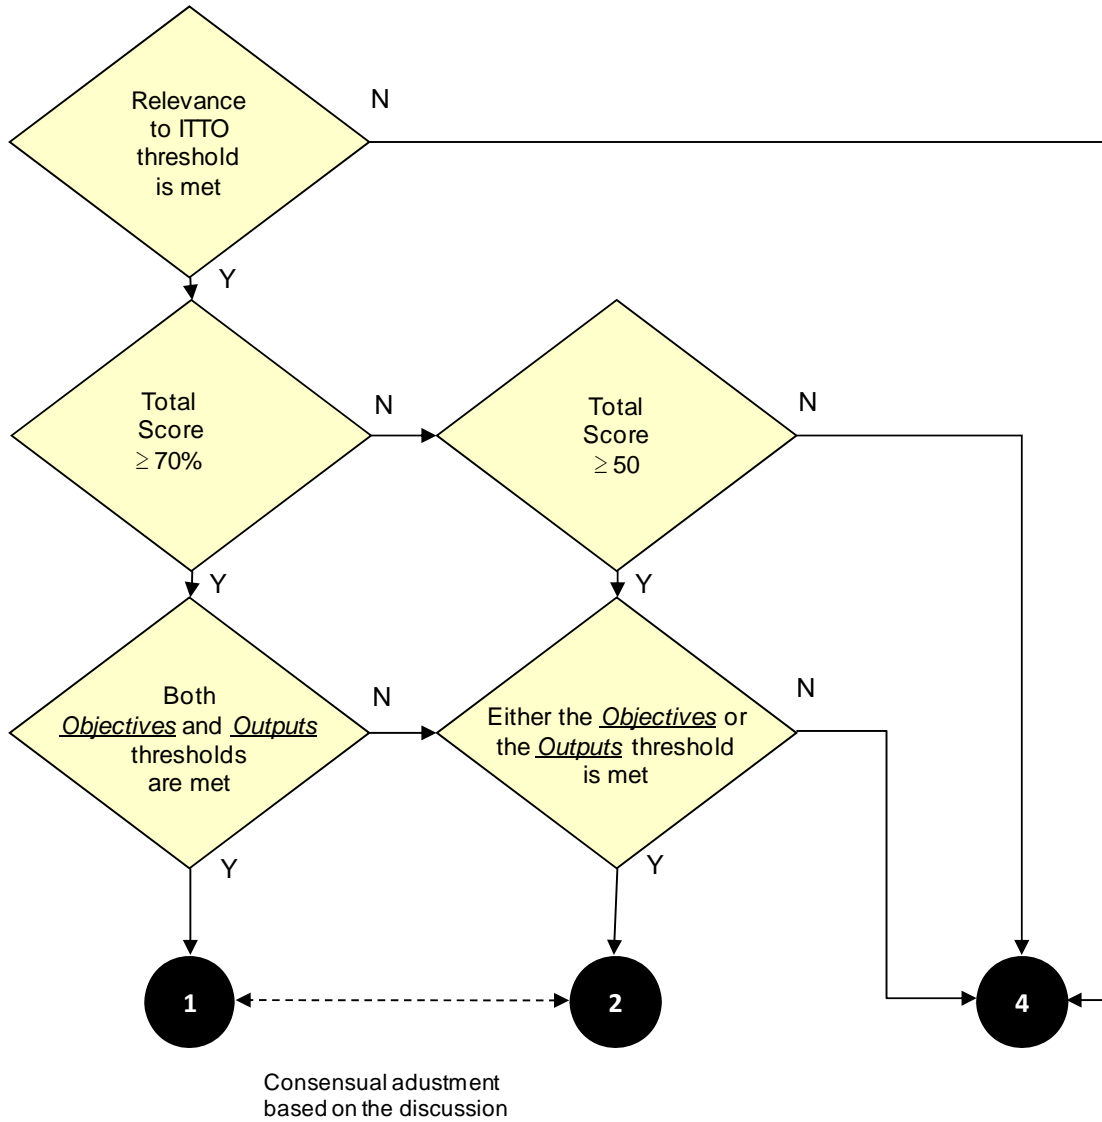 Relevance
to ITTO
threshold
is met
N
Y
Total
Score
≥ 70%
N
Y
Total
Score
≥ 50
N
Y
Both
Objectives and Outputs
thresholds
are met
N
Y
Either the Objectives or
the Outputs threshold
is met
N
Y
1
2
4
Consensual adustment
based on the discussion